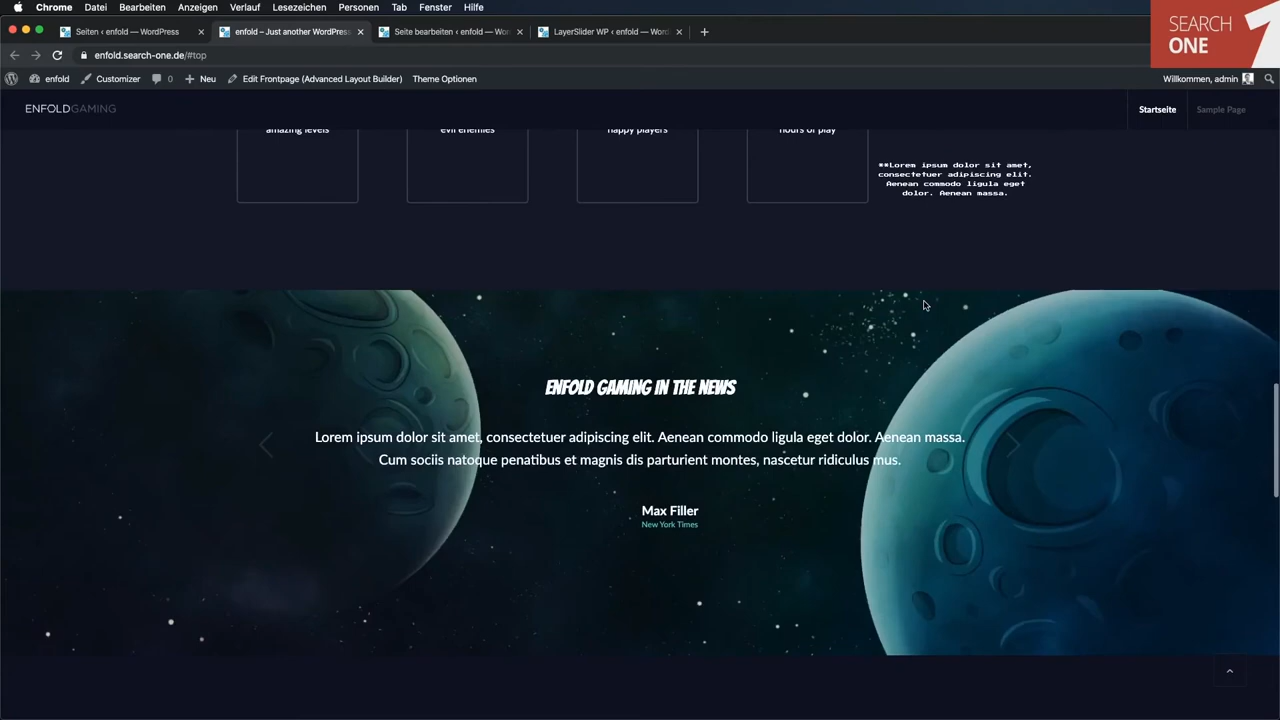 Chrome Datei Bearbeiten Anzeigen Verlauf Lesezeichen Personen Tab Fenster Hilfe
SEARCH
ONE
1
Seiten ‹ enfold — WordPress
enfold – Just another WordPress
Seite bearbeiten ‹ enfold — Wor
LayerSlider WP ‹ enfold — Word
enfold.search-one.de/#top
enfold Customizer 0 Neu Edit Frontpage (Advanced Layout Builder) Theme Optionen Willkommen, admin
ENFOLDGAMING Startseite Sample Page
amazing levels evil enemies happy players hours of play
**Lorem ipsum dolor sit amet,
consectetuer adipiscing elit.
Aenean commodo ligula eget
dolor. Aenean massa.
ENFOLD GAMING IN THE NEWS
Lorem ipsum dolor sit amet, consectetuer adipiscing elit. Aenean commodo ligula eget dolor. Aenean massa.
Cum sociis natoque penatibus et magnis dis parturient montes, nascetur ridiculus mus.
Max Filler
New York Times